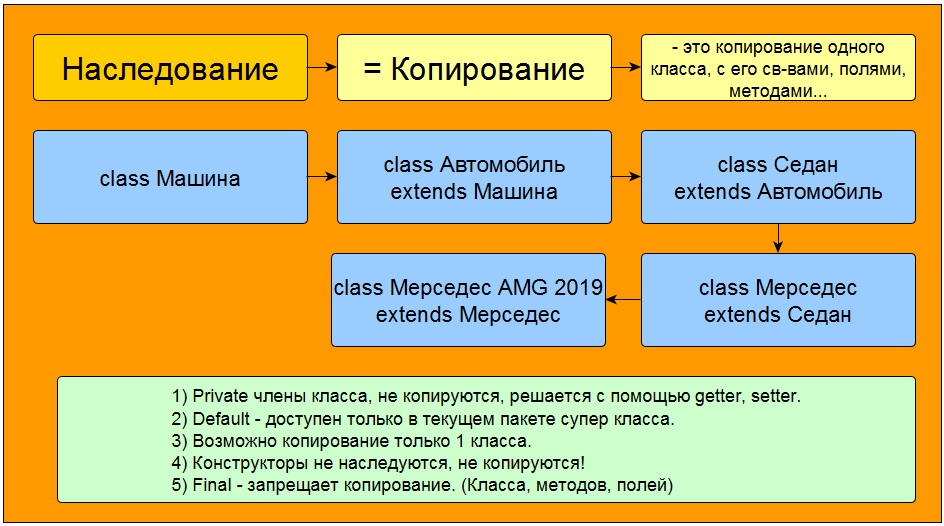 Наследование
= Копирование
- это копирование одного
класса, с его св-вами, полями,
методами...
class Машина
class Автомобиль
extends Машина
class Седан
extends Автомобиль
class Мерседес AMG 2019
extends Мерседес
class Мерседес
extends Седан
1) Private члены класса, не копируются, решается с помощью getter, setter.
2) Default - доступен только в текущем пакете супер класса.
3) Возможно копирование только 1 класса.
4) Конструкторы не наследуются, не копируются!
5) Final - запрещает копирование. (Класса, методов, полей)